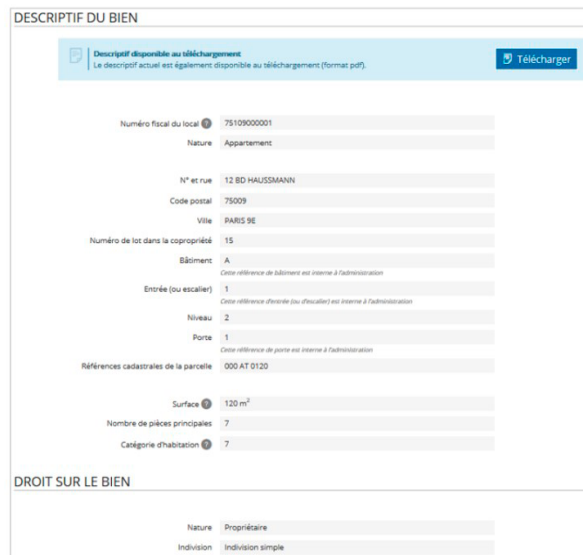 DESCRIPTIF DU BIEN
Descriptif disponible au téléchargement
Le descriptif actuel est également disponible au téléchargement (format pdf).
Télécharger
Numéro fiscal du local ? 75109000001
Nature Appartement
N° et rue 12 BD HAUSSMANN
Code postal 75009
Ville PARIS 9E
Numéro de lot dans la copropriété 15
Bâtiment A
Cette référence de bâtiment est interne à l'administration
Entrée (ou escalier) 1
Cette référence d'entrée (ou d'escalier) est interne à l'administration
Niveau 2
Porte 1
Cette référence de porte est interne à l'administration
Références cadastrales de la parcelle 000 AT 0120
Surface ? 120 m²
Nombre de pièces principales 7
Catégorie d'habitation ? 7
DROIT SUR LE BIEN
Nature Propriétaire
Indivision Indivision simple